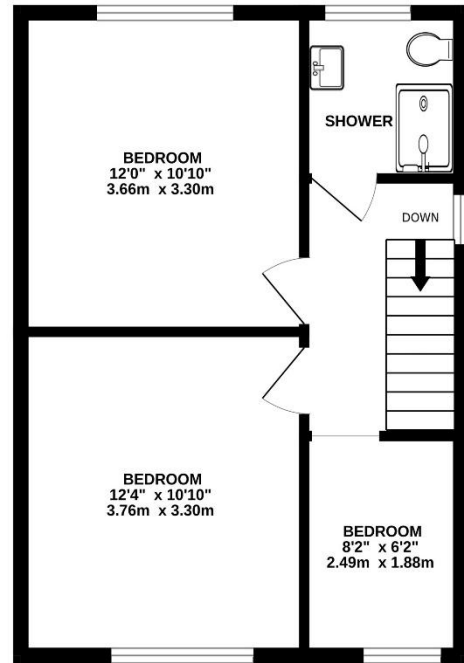 BEDROOM
12'0" x 10'10"
3.66m x 3.30m
SHOWER
DOWN
BEDROOM
12'4" x 10'10"
3.76m x 3.30m
BEDROOM
8'2" x 6'2"
2.49m x 1.88m